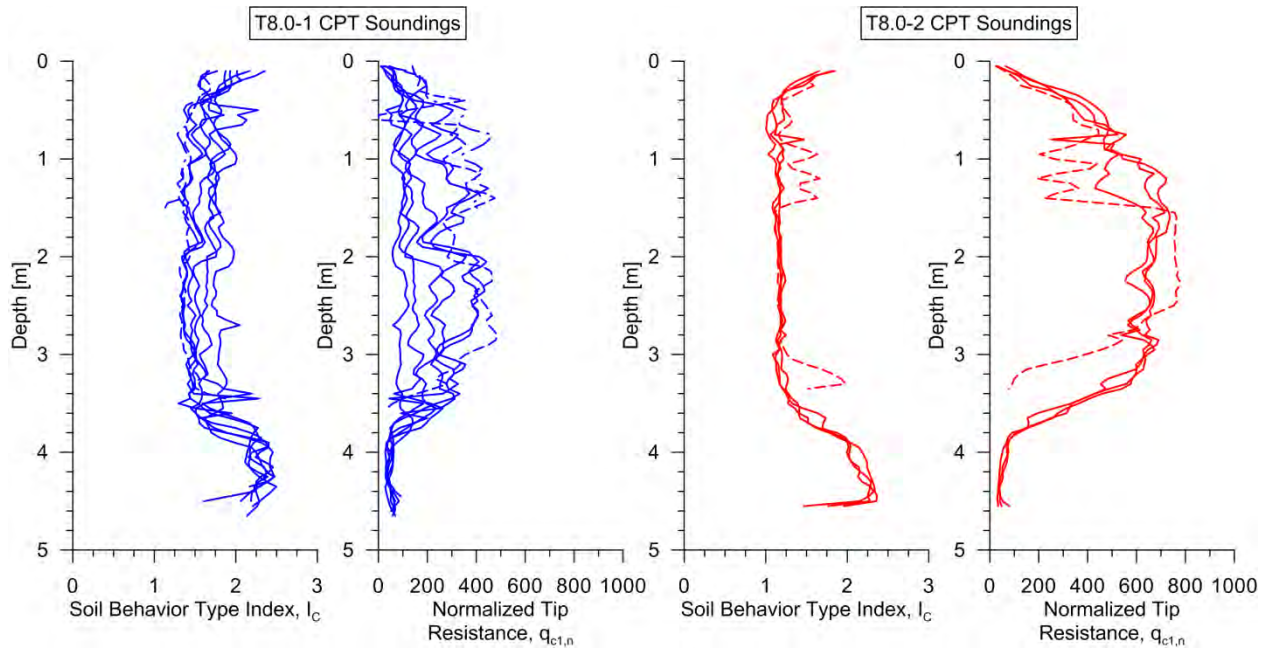 T8.0-1 CPT Soundings
T8.0-2 CPT Soundings
0
1
2
3
4
5
Depth [m]
0 1 2 3
Soil Behavior Type Index, I_C
0
1
2
3
4
5
Depth [m]
0 200 400 600 800 1000
Normalized Tip
Resistance, q_c1,n
0
1
2
3
4
5
Depth [m]
0 1 2 3
Soil Behavior Type Index, I_C
0
1
2
3
4
5
Depth [m]
0 200 400 600 800 1000
Normalized Tip
Resistance, q_c1,n